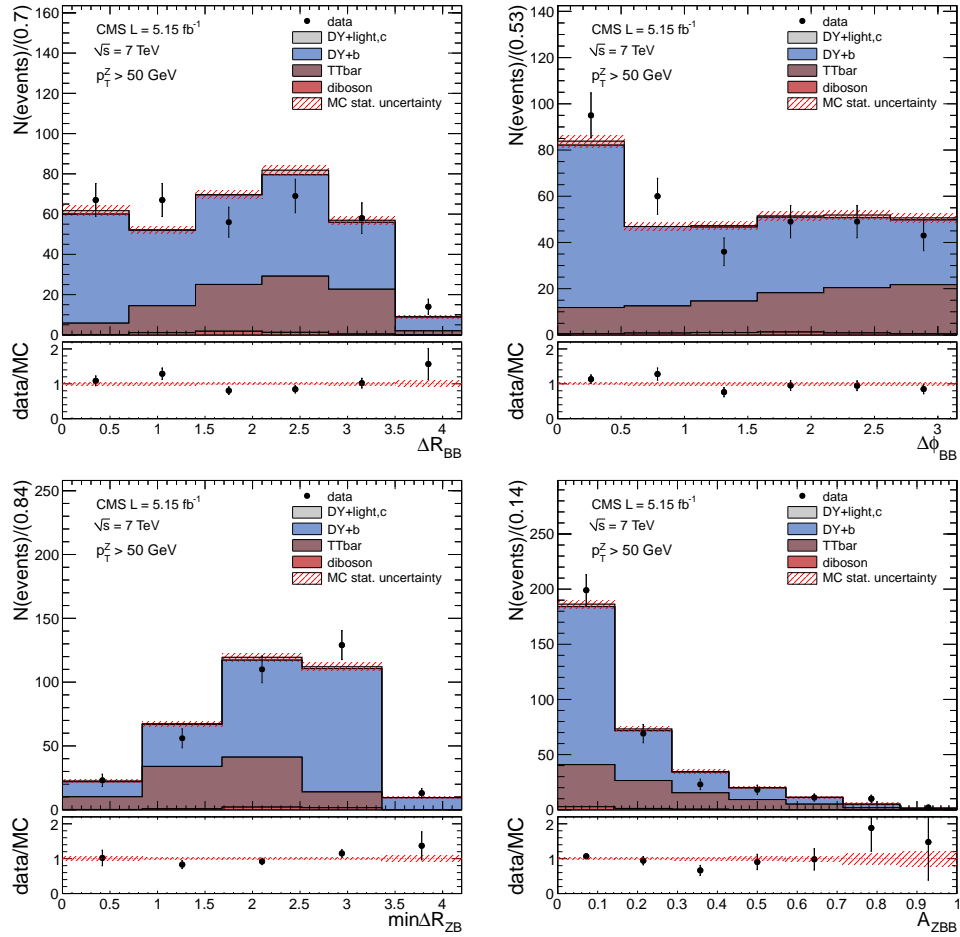 N(events)/(0.7)
160
140
120
100
80
60
40
20
0
CMS L = 5.15 fb⁻¹
√s = 7 TeV
p_T^Z > 50 GeV
data
DY+light,c
DY+b
TTbar
diboson
MC stat. uncertainty
data/MC
2
1
0
0 0.5 1 1.5 2 2.5 3 3.5 4
ΔR_BB
N(events)/(0.53)
140
120
100
80
60
40
20
0
CMS L = 5.15 fb⁻¹
√s = 7 TeV
p_T^Z > 50 GeV
data
DY+light,c
DY+b
TTbar
diboson
MC stat. uncertainty
data/MC
2
1
0
0 0.5 1 1.5 2 2.5 3
Δϕ_BB
N(events)/(0.84)
250
200
150
100
50
0
CMS L = 5.15 fb⁻¹
√s = 7 TeV
p_T^Z > 50 GeV
data
DY+light,c
DY+b
TTbar
diboson
MC stat. uncertainty
data/MC
2
1
0
0 0.5 1 1.5 2 2.5 3 3.5 4
minΔR_ZB
N(events)/(0.14)
250
200
150
100
50
0
CMS L = 5.15 fb⁻¹
√s = 7 TeV
p_T^Z > 50 GeV
data
DY+light,c
DY+b
TTbar
diboson
MC stat. uncertainty
data/MC
2
1
0
0 0.1 0.2 0.3 0.4 0.5 0.6 0.7 0.8 0.9 1
A_ZBB